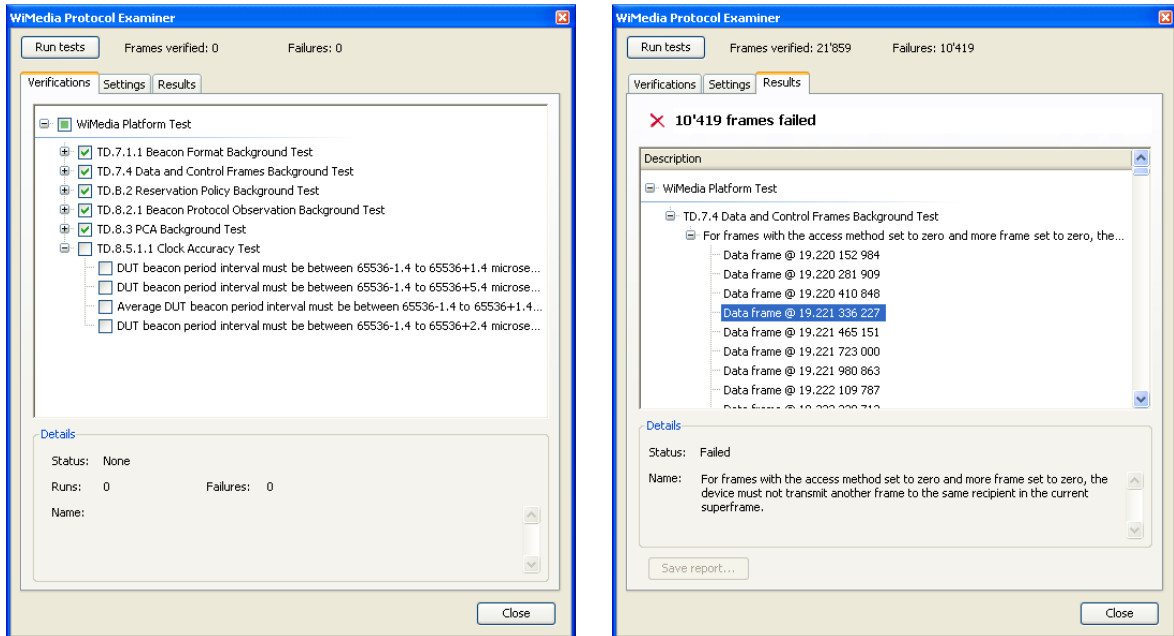 WiMedia Protocol Examiner
Run tests
Frames verified: 0
Failures: 0
Verifications
Settings
Results
WiMedia Platform Test
TD.7.1.1 Beacon Format Background Test
TD.7.4 Data and Control Frames Background Test
TD.B.2 Reservation Policy Background Test
TD.8.2.1 Beacon Protocol Observation Background Test
TD.8.3 PCA Background Test
TD.8.5.1.1 Clock Accuracy Test
DUT beacon period interval must be between 65536-1.4 to 65536+1.4 microse...
DUT beacon period interval must be between 65536-1.4 to 65536+5.4 microse...
Average DUT beacon period interval must be between 65536-1.4 to 65536+1.4...
DUT beacon period interval must be between 65536-1.4 to 65536+2.4 microse...
Details
Status: None
Runs: 0
Failures: 0
Name:
Close
WiMedia Protocol Examiner
Run tests
Frames verified: 21'859
Failures: 10'419
Verifications
Settings
Results
10'419 frames failed
Description
WiMedia Platform Test
TD.7.4 Data and Control Frames Background Test
For frames with the access method set to zero and more frame set to zero, the...
Data frame @ 19.220 152 984
Data frame @ 19.220 281 909
Data frame @ 19.220 410 848
Data frame @ 19.221 336 227
Data frame @ 19.221 465 151
Data frame @ 19.221 723 000
Data frame @ 19.221 980 863
Data frame @ 19.222 109 787
Details
Status: Failed
Name: For frames with the access method set to zero and more frame set to zero, the
device must not transmit another frame to the same recipient in the current
superframe.
Save report...
Close